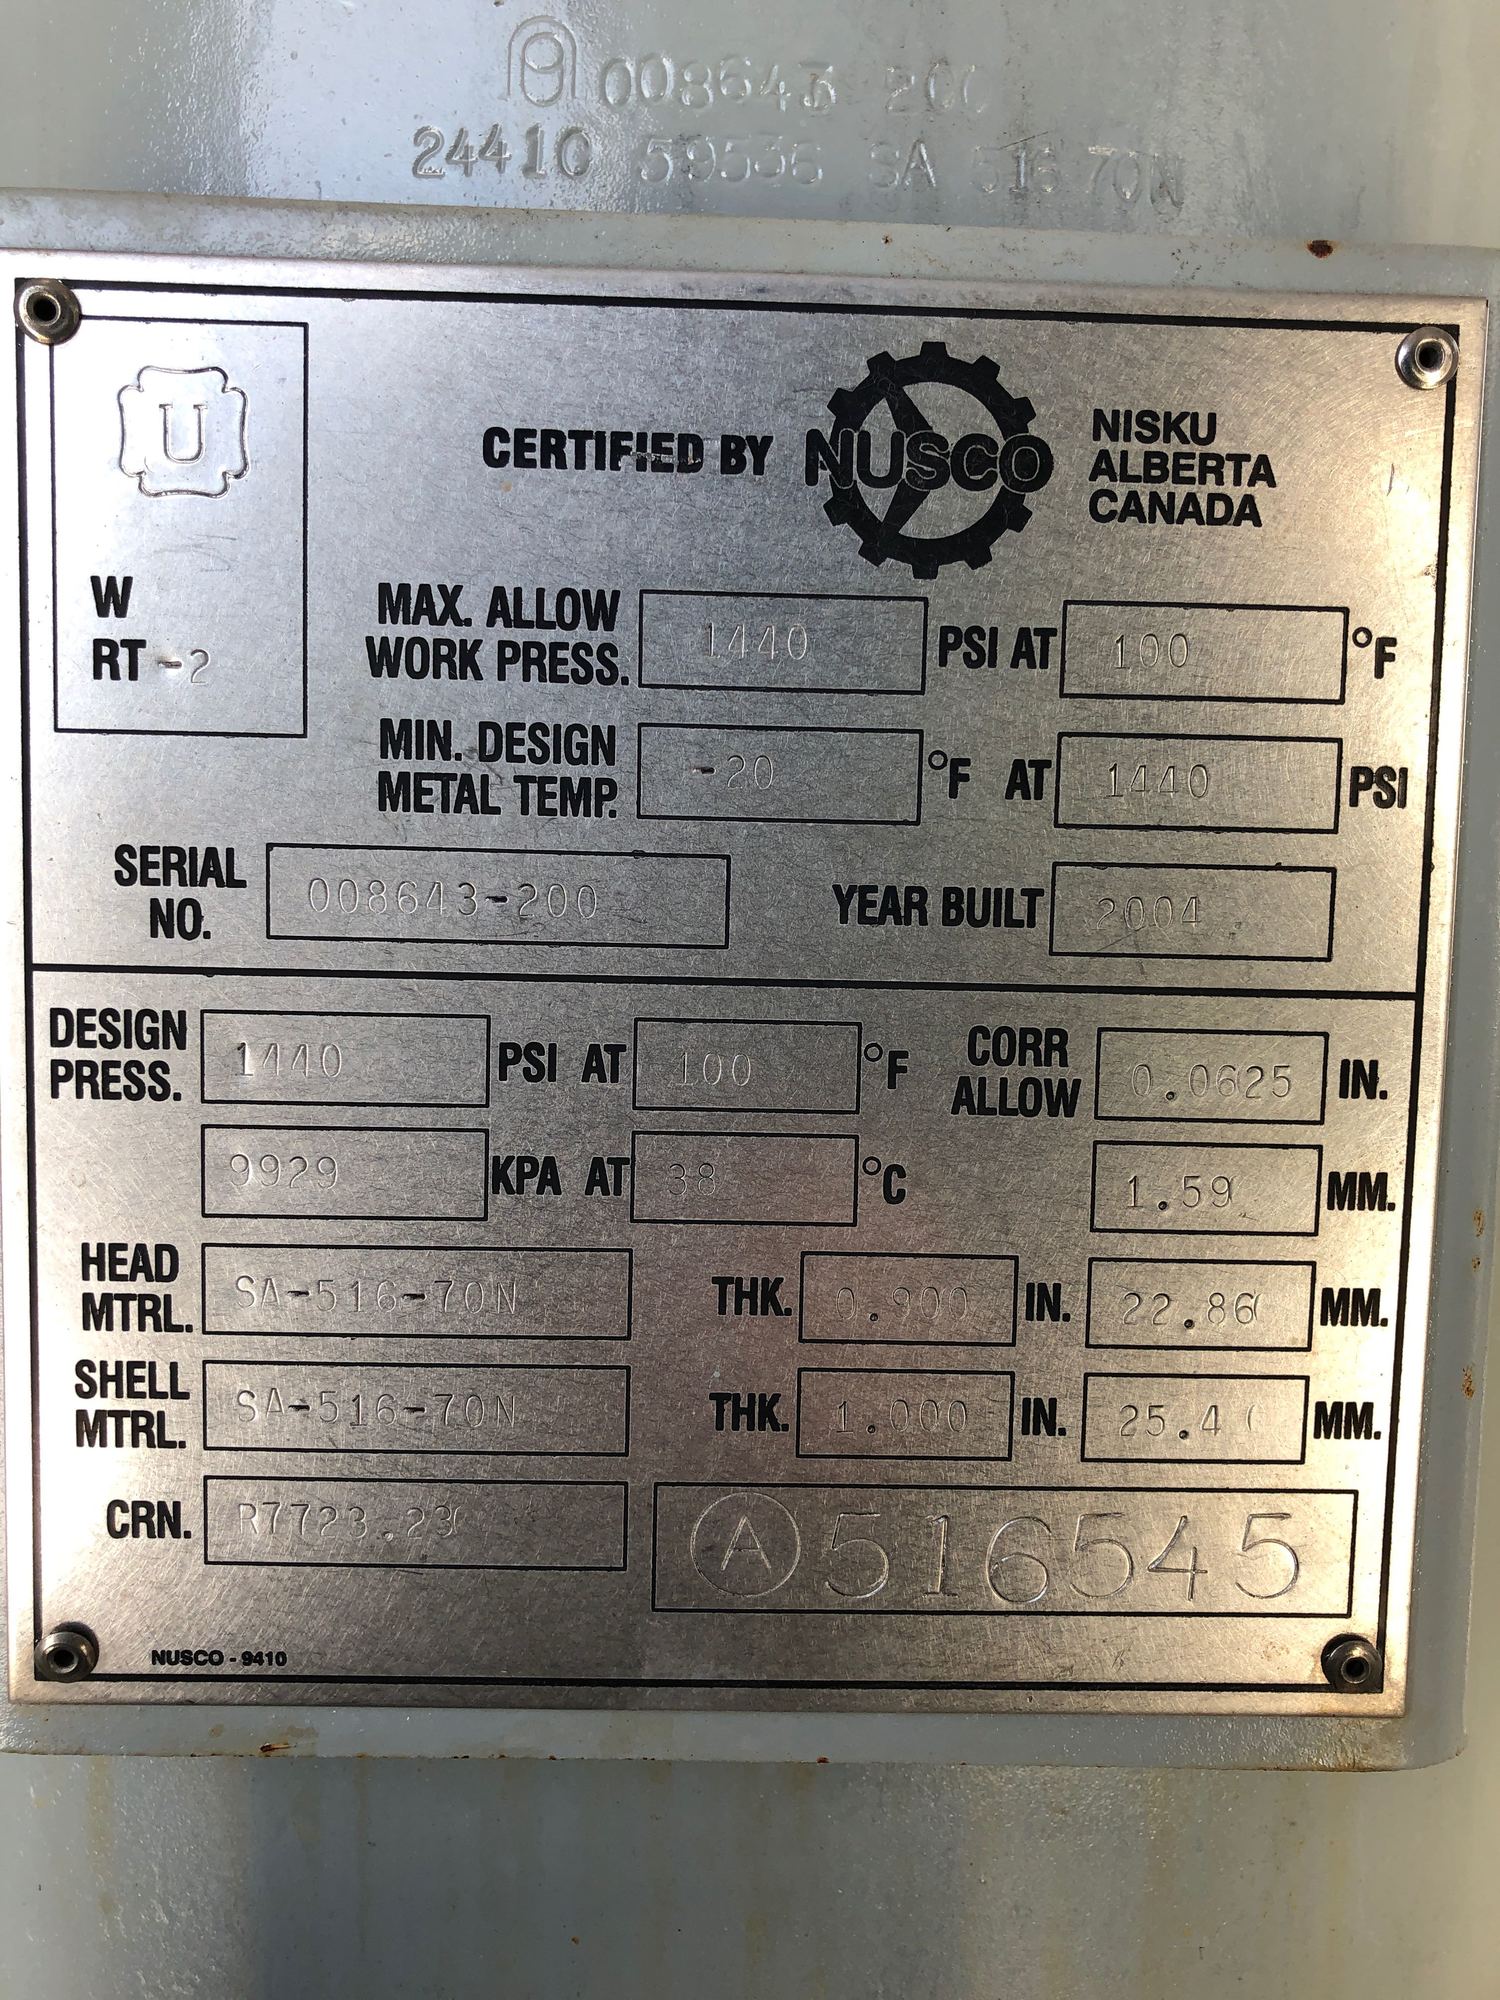 008643 200
24410 59536 SA 516 70N
U
CERTIFIED BY NUSCO
NISKU
ALBERTA
CANADA
W
RT -2
MAX. ALLOW
WORK PRESS. 1440 PSI AT 100 °F
MIN. DESIGN
METAL TEMP. -20 °F AT 1440 PSI
SERIAL
NO. 008643-200 YEAR BUILT 2004
DESIGN
PRESS. 1440 PSI AT 100 °F
CORR
ALLOW 0.0625 IN.
9929 KPA AT 38 °C 1.59 MM.
HEAD
MTRL. SA-516-70N THK. 0.900 IN. 22.86 MM.
SHELL
MTRL. SA-516-70N THK. 1.000 IN. 25.4 MM.
CRN. R7723.23 A 516545
NUSCO - 9410